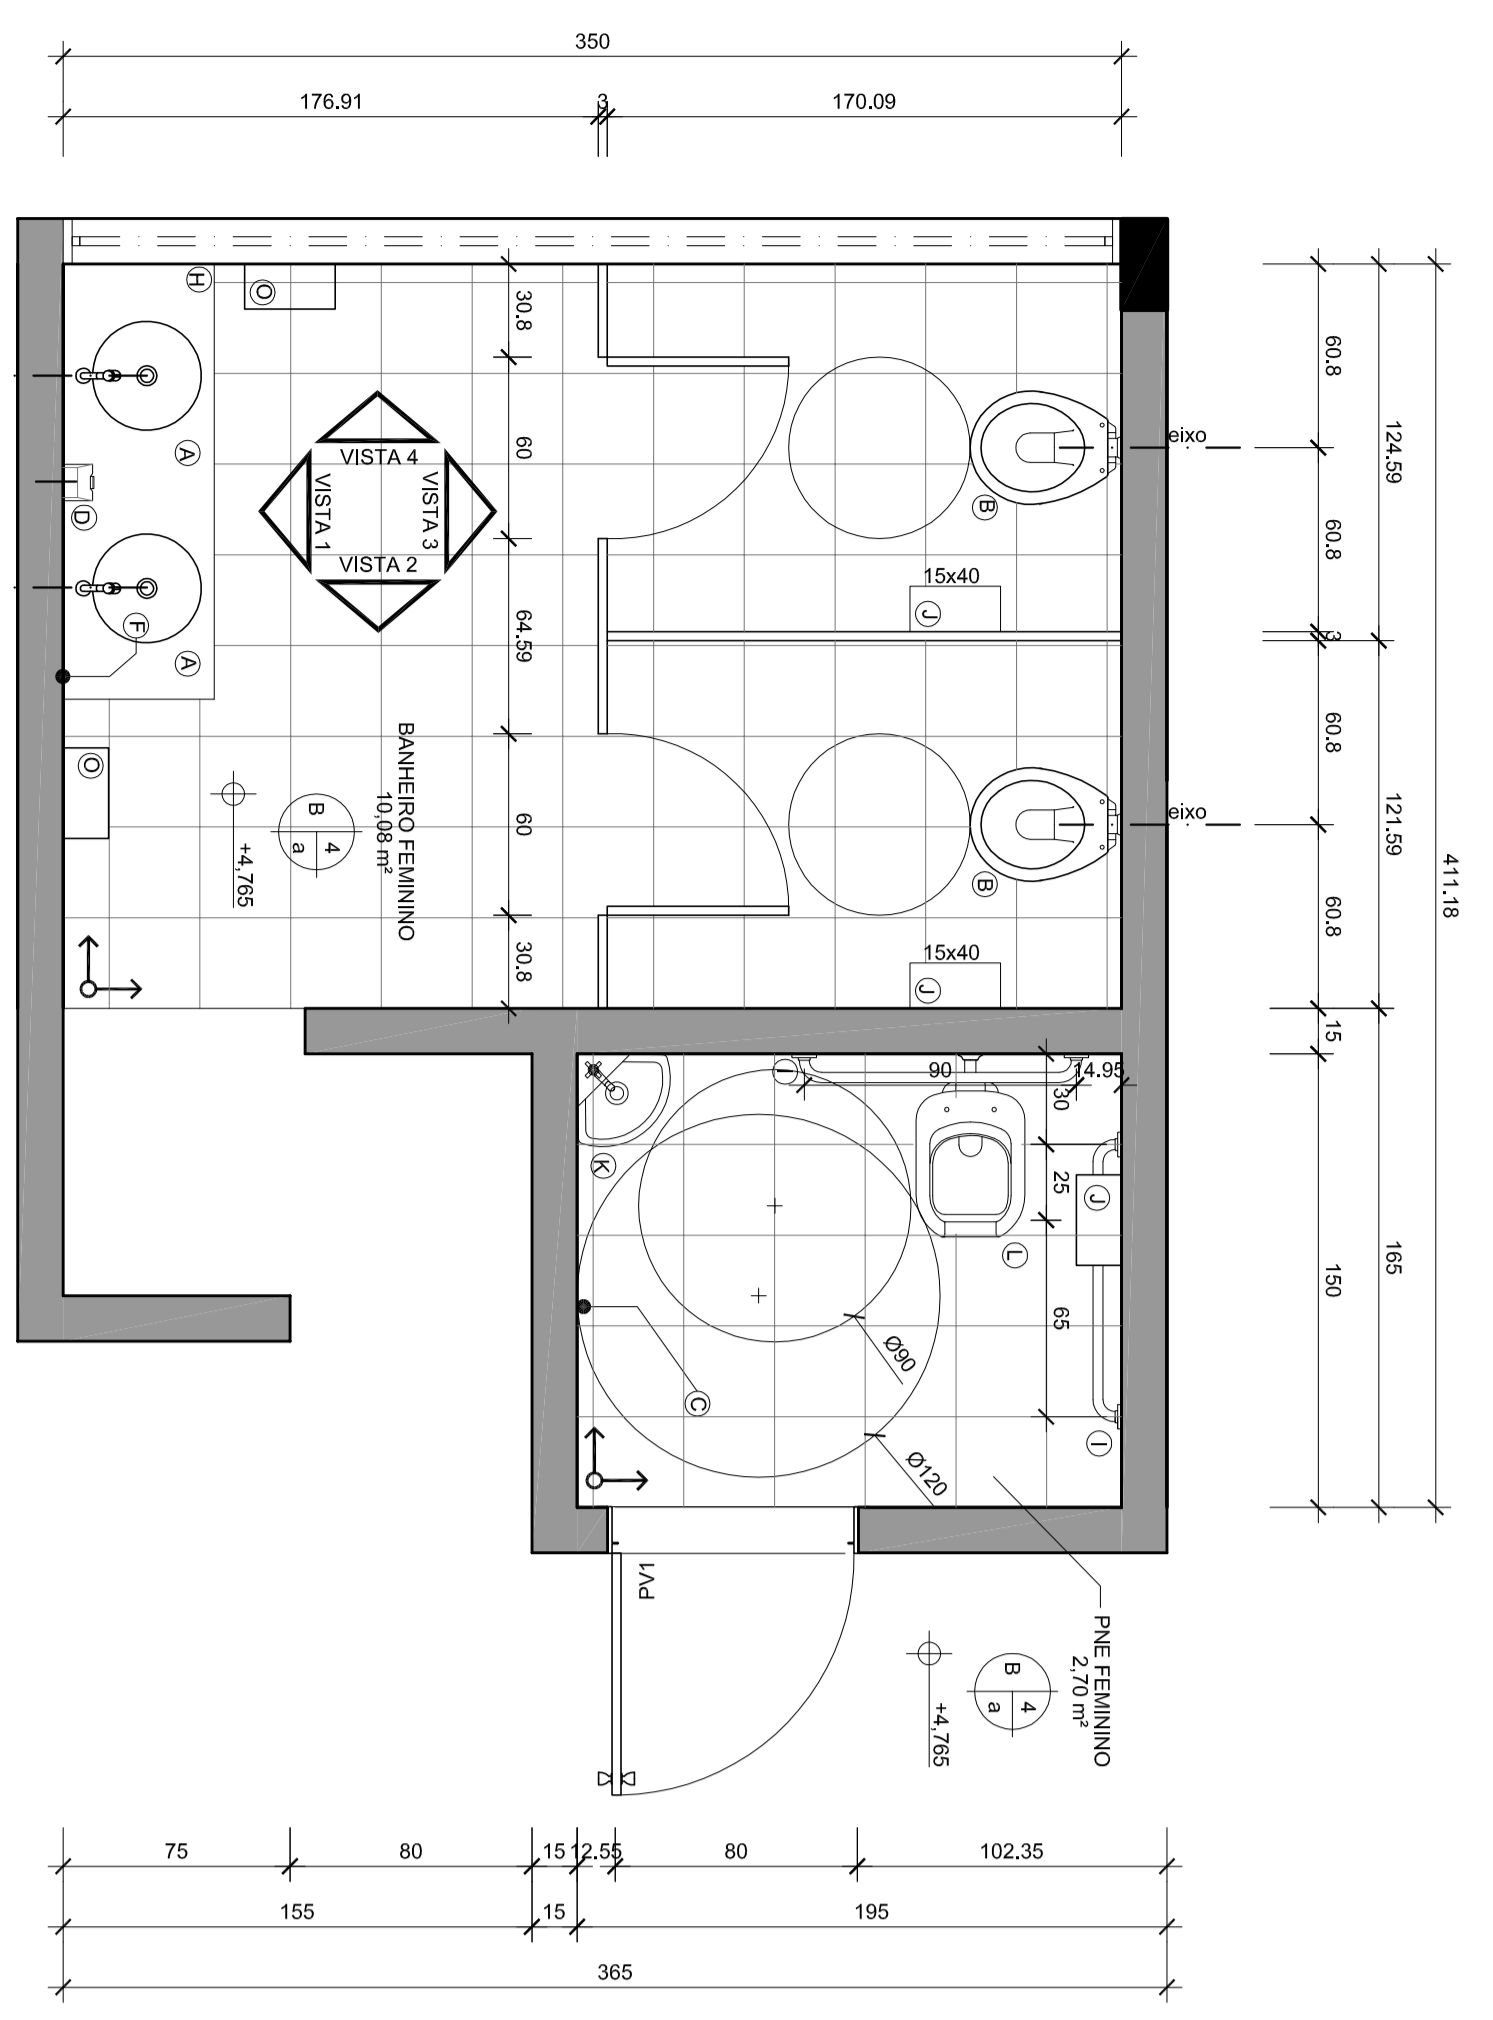 350
176.91
3
170.09
H
O
30.8
60.8
124.59
A
VISTA 4
VISTA 1
VISTA 3
VISTA 2
60
eixo
B
D
60.8
15x40
J
F
A
64.59
3
411.18
BANHEIRO FEMININO
10,08 m²
O
B
4
a
+4,765
60
60.8
121.59
eixo
B
60.8
15x40
J
30.8
15
I
90
14.95
30
K
25
J
L
65
150
165
Ø90
C
I
Ø120
PV1
PNE FEMININO
2,70 m²
B
4
a
+4,765
75
80
15
12.55
80
102.35
155
15
195
365